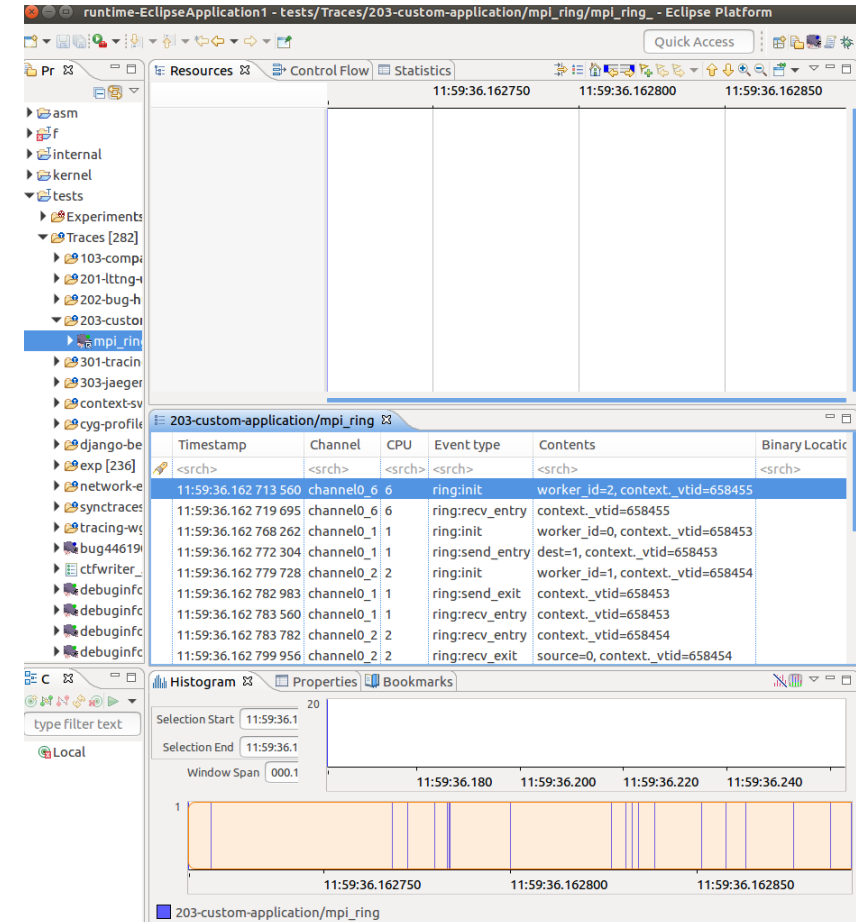 runtime-EclipseApplication1 - tests/Traces/203-custom-application/mpi_ring/mpi_ring_ - Eclipse Platform
Quick Access
Pr
asm
f
internal
kernel
tests
Experiments
Traces [282]
103-compa
201-lttng-u
202-bug-h
203-custor
mpi_rin
301-tracin
303-jaeger
context-sw
cyg-profile
django-be
exp [236]
network-e
synctraces
tracing-wo
bug44619
ctfwriter_
debuginfo
debuginfo
debuginfo
debuginfo
Resources Control Flow Statistics
11:59:36.162750 11:59:36.162800 11:59:36.162850
203-custom-application/mpi_ring
Timestamp Channel CPU Event type Contents Binary Locatio
<srch> <srch> <srch> <srch> <srch> <srch>
11:59:36.162 713 560 channel0_6 6 ring:init worker_id=2, context._vtid=658455
11:59:36.162 719 695 channel0_6 6 ring:recv_entry context._vtid=658455
11:59:36.162 768 262 channel0_1 1 ring:init worker_id=0, context._vtid=658453
11:59:36.162 772 304 channel0_1 1 ring:send_entry dest=1, context._vtid=658453
11:59:36.162 779 728 channel0_2 2 ring:init worker_id=1, context._vtid=658454
11:59:36.162 782 983 channel0_1 1 ring:send_exit context._vtid=658453
11:59:36.162 783 560 channel0_1 1 ring:recv_entry context._vtid=658453
11:59:36.162 783 782 channel0_2 2 ring:recv_entry context._vtid=658454
11:59:36.162 799 956 channel0_2 2 ring:recv_exit source=0, context._vtid=658454
C
type filter text
Local
Histogram Properties Bookmarks
Selection Start 11:59:36.1
Selection End 11:59:36.1
Window Span 000.1
20
11:59:36.180 11:59:36.200 11:59:36.220 11:59:36.240
1
11:59:36.162750 11:59:36.162800 11:59:36.162850
203-custom-application/mpi_ring